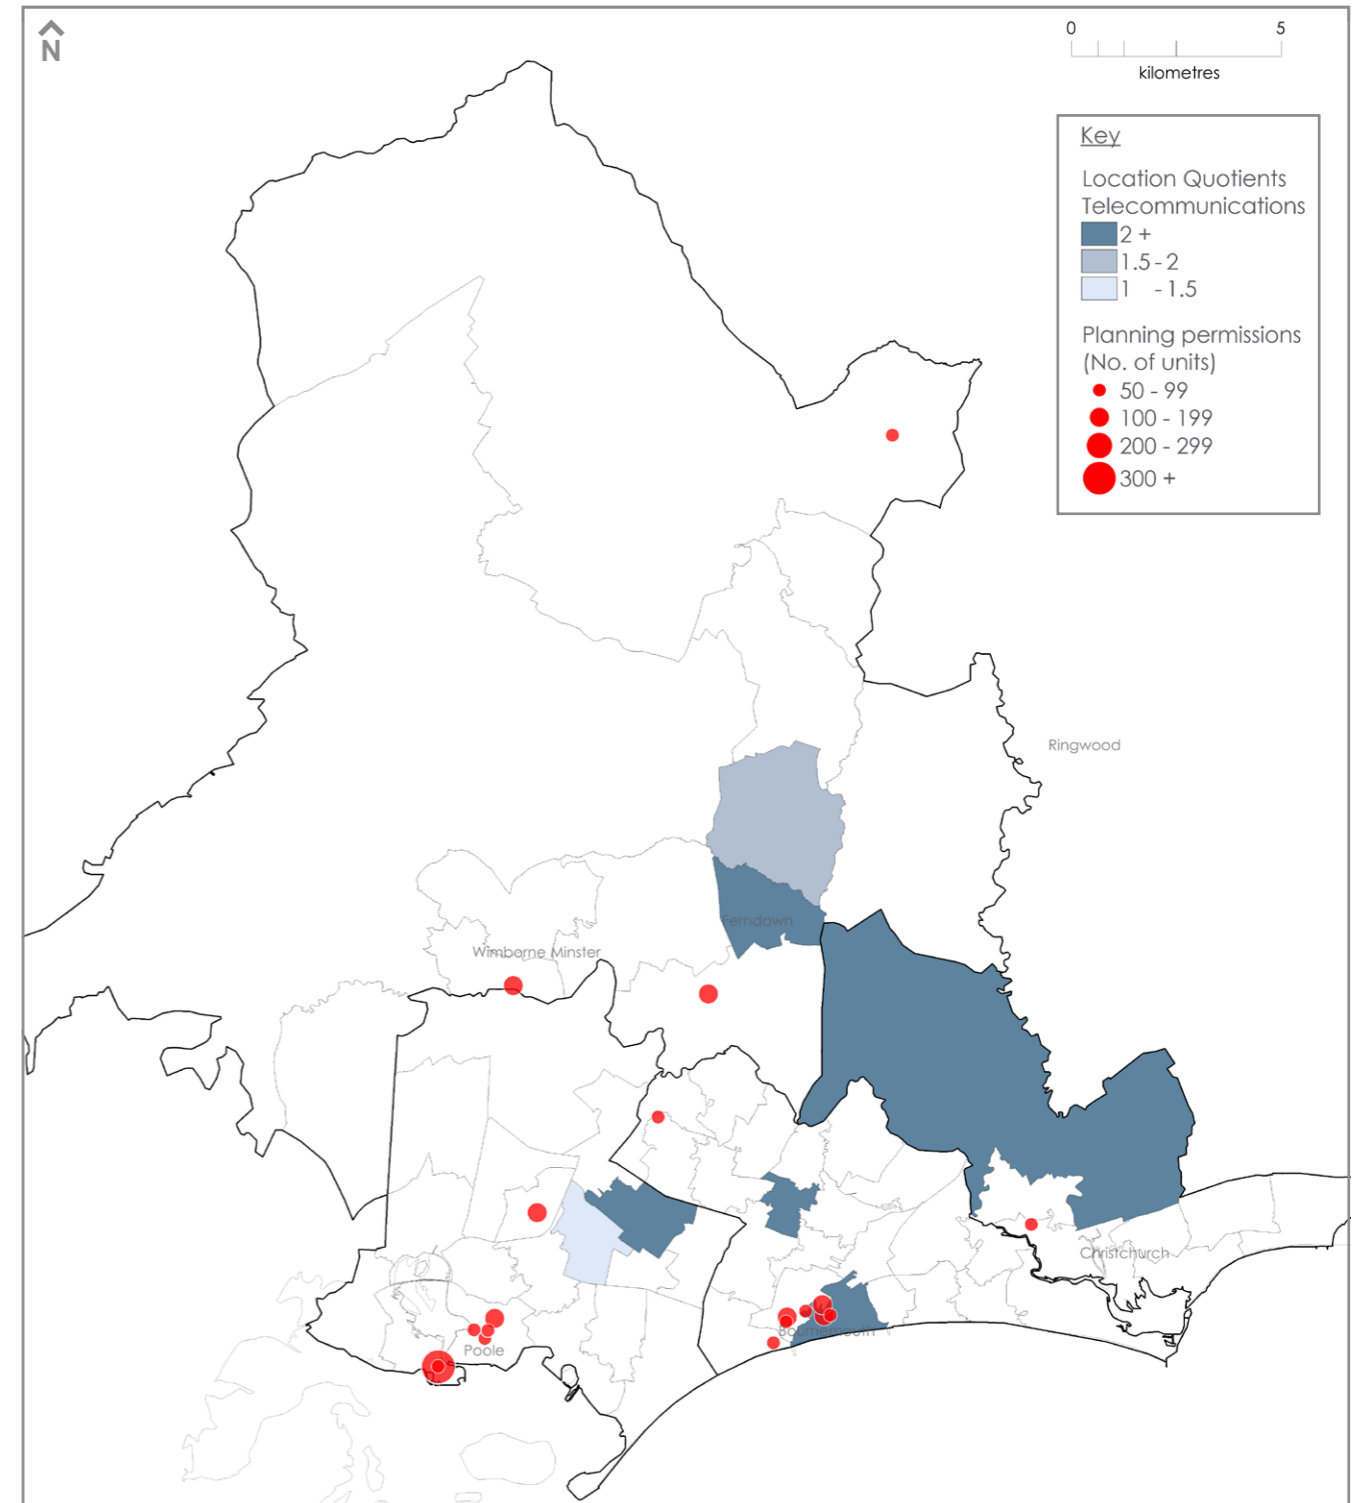 N
0 5
kilometres
Key
Location Quotients
Telecommunications
2 +
1.5 - 2
1 - 1.5
Planning permissions
(No. of units)
50 - 99
100 - 199
200 - 299
300 +
Ringwood
Ferndown
Wimborne Minster
Christchurch
Bournemouth
Poole